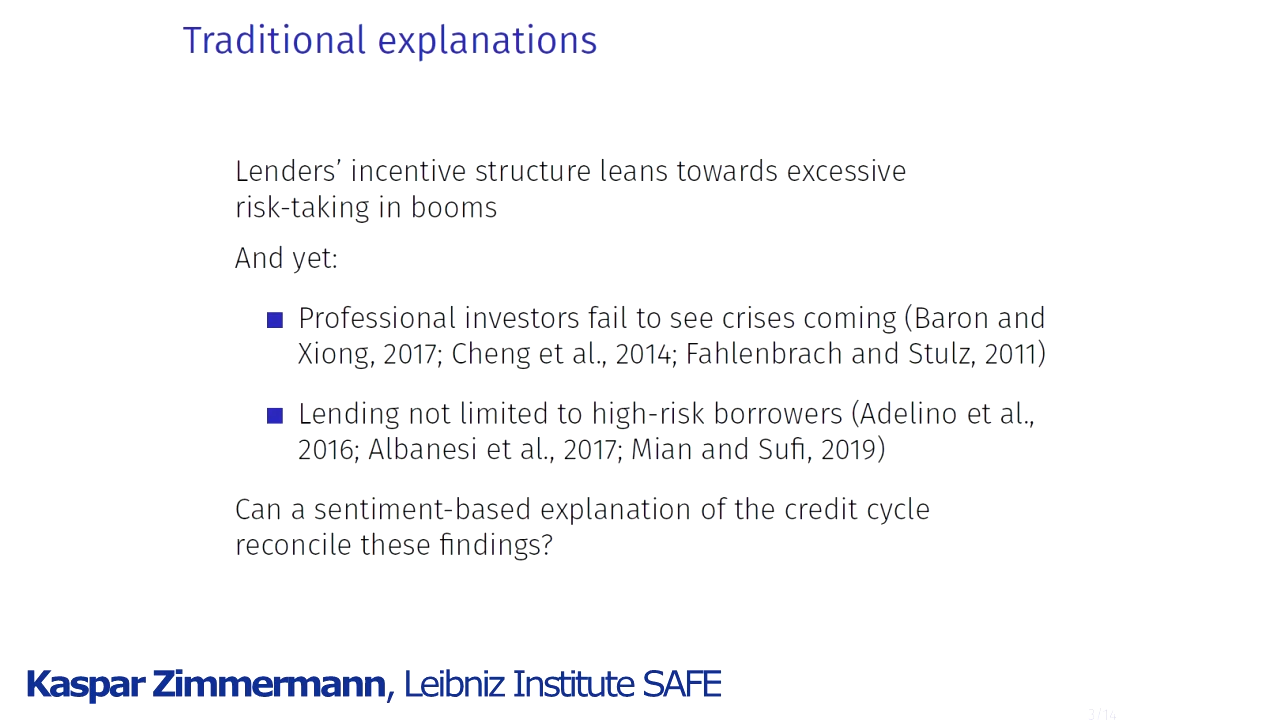 Traditional explanations
Lenders’ incentive structure leans towards excessive
risk-taking in booms
And yet:
Professional investors fail to see crises coming (Baron and
Xiong, 2017; Cheng et al., 2014; Fahlenbrach and Stulz, 2011)
Lending not limited to high-risk borrowers (Adelino et al.,
2016; Albanesi et al., 2017; Mian and Sufi, 2019)
Can a sentiment-based explanation of the credit cycle
reconcile these findings?
Kaspar Zimmermann, Leibniz Institute SAFE
3/14